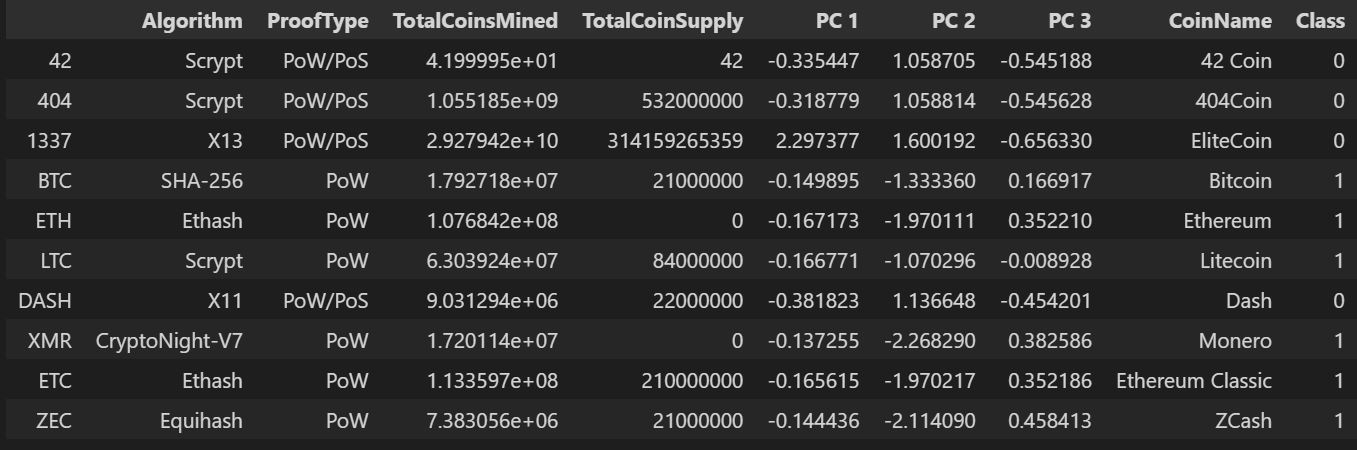 Algorithm ProofType TotalCoinsMined TotalCoinSupply PC 1 PC 2 PC 3 CoinName Class
42 Scrypt PoW/PoS 4.199995e+01 42 -0.335447 1.058705 -0.545188 42 Coin 0
404 Scrypt PoW/PoS 1.055185e+09 532000000 -0.318779 1.058814 -0.545628 404Coin 0
1337 X13 PoW/PoS 2.927942e+10 314159265359 2.297377 1.600192 -0.656330 EliteCoin 0
BTC SHA-256 PoW 1.792718e+07 21000000 -0.149895 -1.333360 0.166917 Bitcoin 1
ETH Ethash PoW 1.076842e+08 0 -0.167173 -1.970111 0.352210 Ethereum 1
LTC Scrypt PoW 6.303924e+07 84000000 -0.166771 -1.070296 -0.008928 Litecoin 1
DASH X11 PoW/PoS 9.031294e+06 22000000 -0.381823 1.136648 -0.454201 Dash 0
XMR CryptoNight-V7 PoW 1.720114e+07 0 -0.137255 -2.268290 0.382586 Monero 1
ETC Ethash PoW 1.133597e+08 210000000 -0.165615 -1.970217 0.352186 Ethereum Classic 1
ZEC Equihash PoW 7.383056e+06 21000000 -0.144436 -2.114090 0.458413 ZCash 1